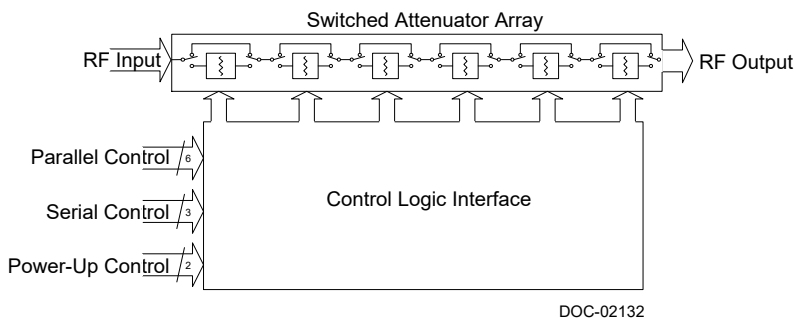 Switched Attenuator Array
RF Input
RF Output
Parallel Control
6
Control Logic Interface
Serial Control
3
Power-Up Control
2
DOC-02132